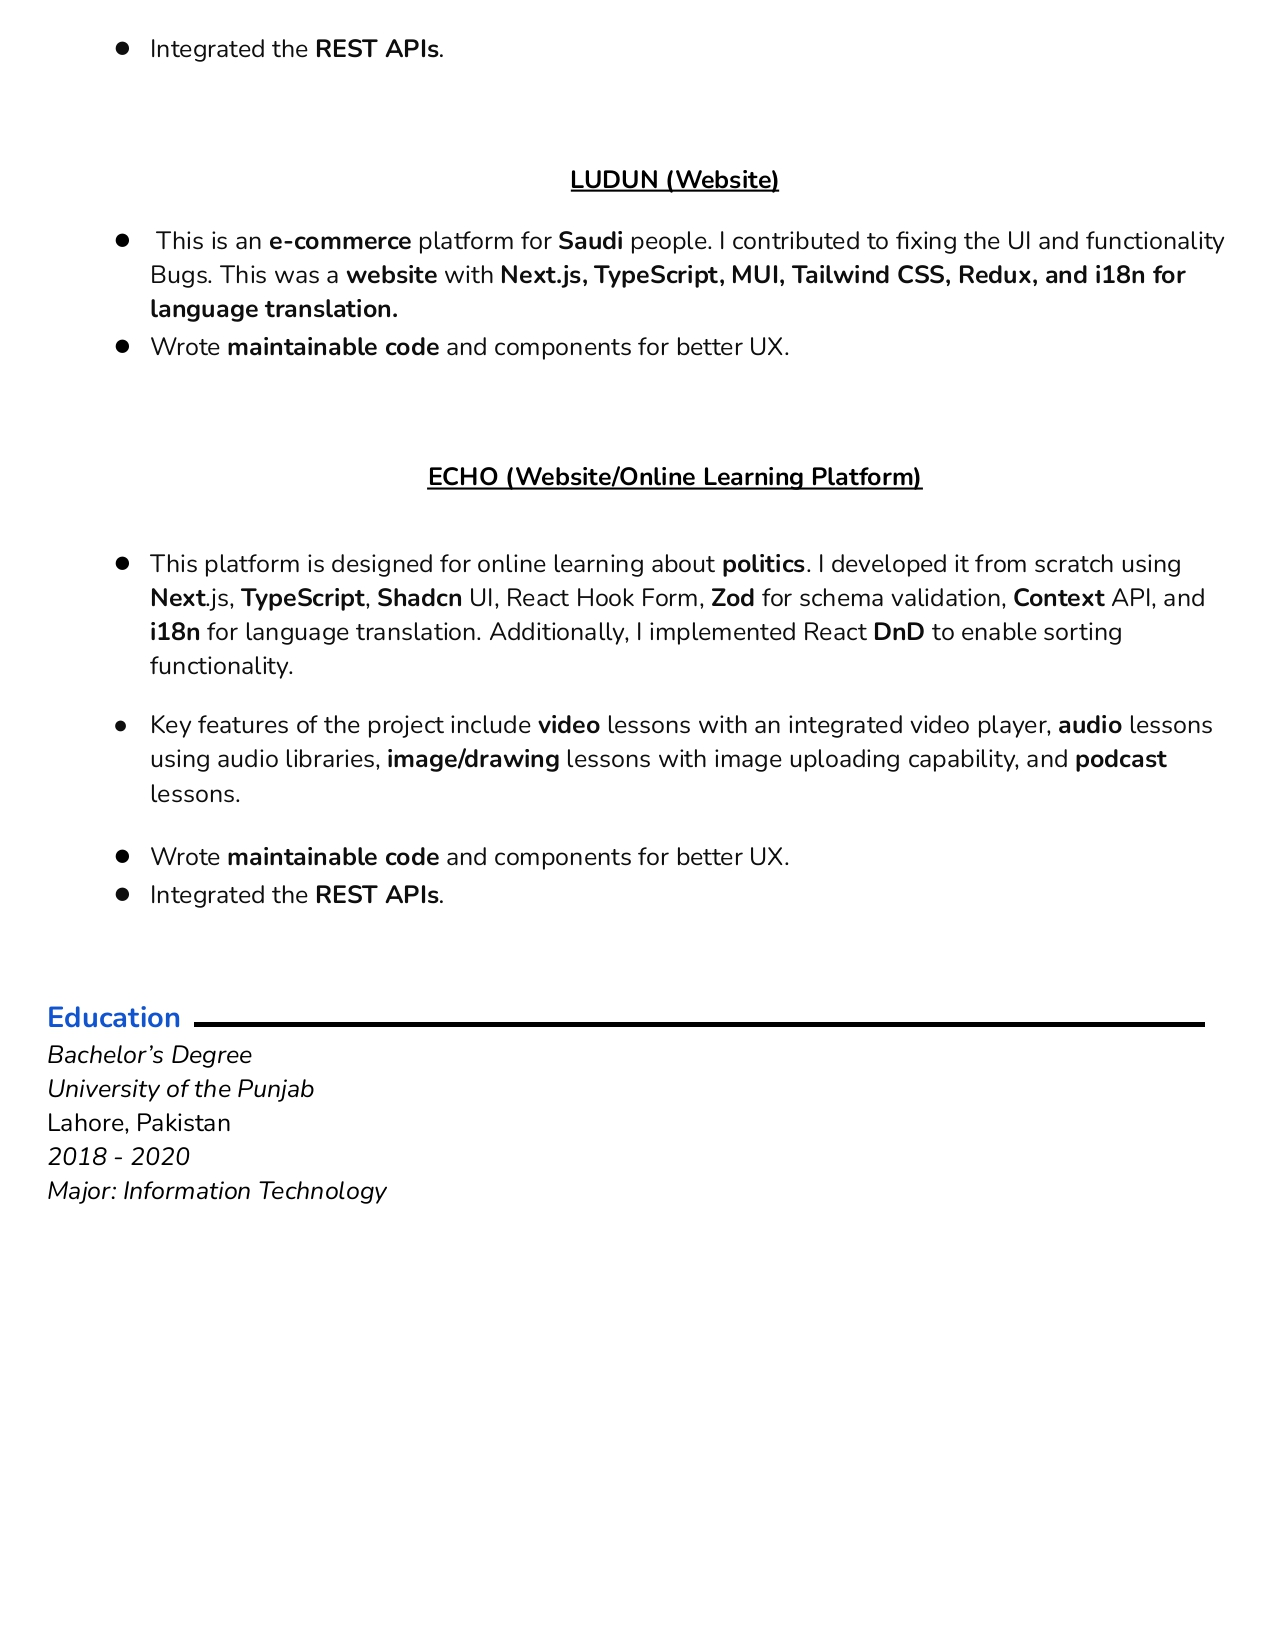 ● Integrated the REST APIs.
LUDUN (Website)
● This is an e-commerce platform for Saudi people. I contributed to fixing the UI and functionality
Bugs. This was a website with Next.js, TypeScript, MUI, Tailwind CSS, Redux, and i18n for
language translation.
● Wrote maintainable code and components for better UX.
ECHO (Website/Online Learning Platform)
● This platform is designed for online learning about politics. I developed it from scratch using
Next.js, TypeScript, Shadcn UI, React Hook Form, Zod for schema validation, Context API, and
i18n for language translation. Additionally, I implemented React DnD to enable sorting
functionality.
● Key features of the project include video lessons with an integrated video player, audio lessons
using audio libraries, image/drawing lessons with image uploading capability, and podcast
lessons.
● Wrote maintainable code and components for better UX.
● Integrated the REST APIs.
Education
Bachelor’s Degree
University of the Punjab
Lahore, Pakistan
2018 - 2020
Major: Information Technology